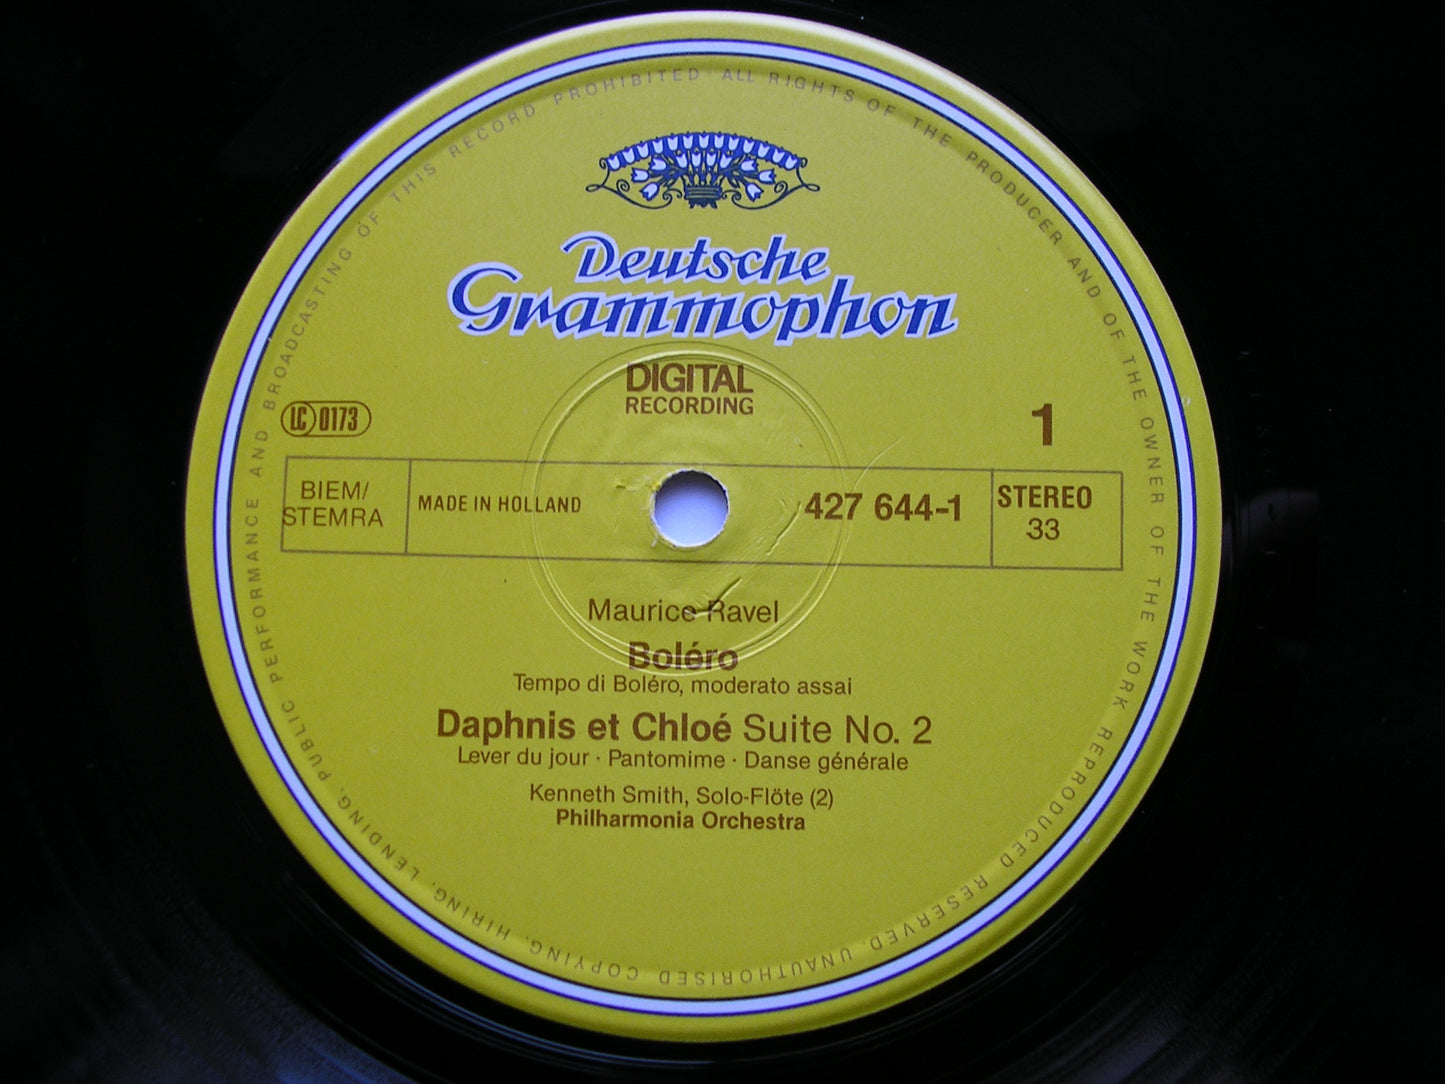 ALL RIGHTS OF THE PRODUCER AND OF THE OWNER OF THE WORK REPRODUCED RESERVED. UNAUTHORISED COPYING, HIRING, LENDING, PUBLIC PERFORMANCE AND BROADCASTING OF THIS RECORD PROHIBITED
Deutsche
Grammophon
DIGITAL
RECORDING
LC 0173
1
BIEM/
STEMRA
MADE IN HOLLAND
427 644-1
STEREO
33
Maurice Ravel
Boléro
Tempo di Boléro, moderato assai
Daphnis et Chloé Suite No. 2
Lever du jour · Pantomime · Danse générale
Kenneth Smith, Solo-Flöte (2)
Philharmonia Orchestra